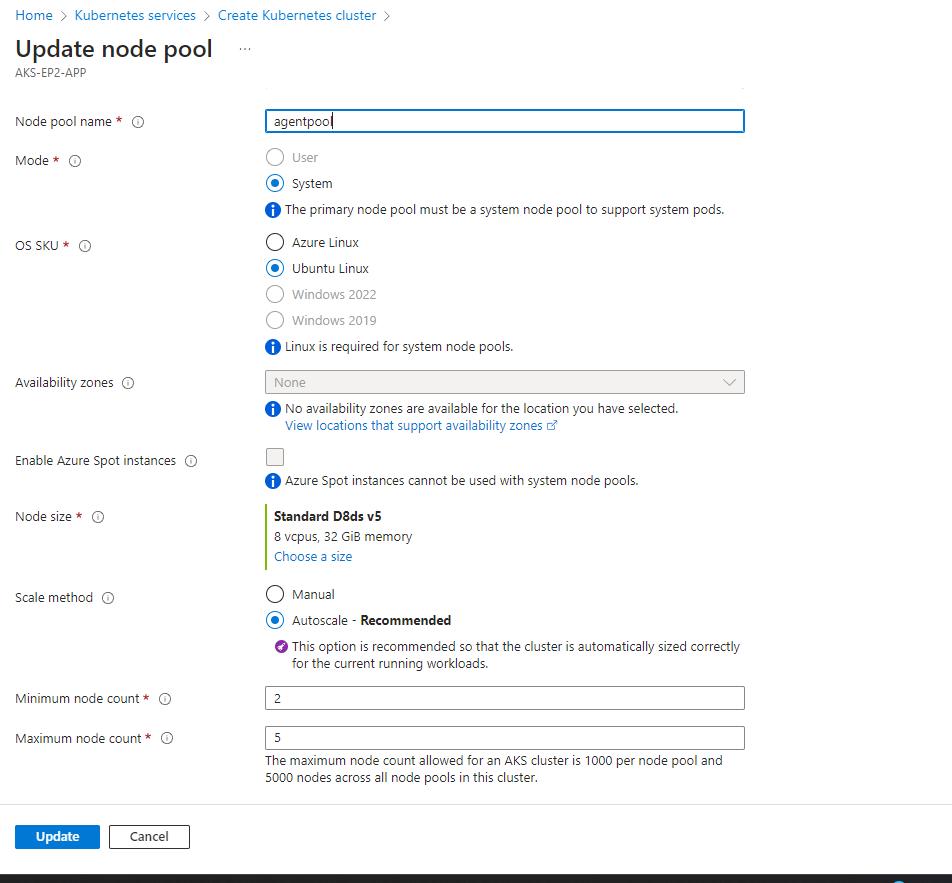 Home > Kubernetes services > Create Kubernetes cluster >
Update node pool ...
AKS-EP2-APP
Node pool name * agentpool
Mode *
User
System
The primary node pool must be a system node pool to support system pods.
OS SKU *
Azure Linux
Ubuntu Linux
Windows 2022
Windows 2019
Linux is required for system node pools.
Availability zones None
No availability zones are available for the location you have selected.
View locations that support availability zones
Enable Azure Spot instances
Azure Spot instances cannot be used with system node pools.
Node size * Standard D8ds v5
8 vcpus, 32 GiB memory
Choose a size
Scale method
Manual
Autoscale - Recommended
This option is recommended so that the cluster is automatically sized correctly
for the current running workloads.
Minimum node count * 2
Maximum node count * 5
The maximum node count allowed for an AKS cluster is 1000 per node pool and
5000 nodes across all node pools in this cluster.
Update Cancel